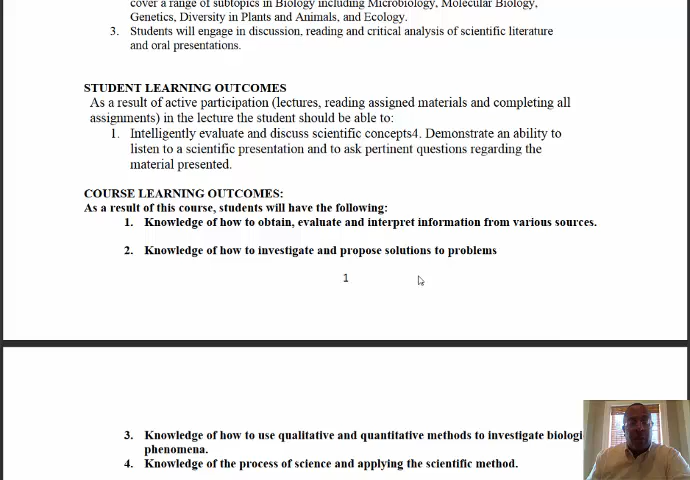 cover a range of subtopics in Biology including Microbiology, Molecular Biology,
Genetics, Diversity in Plants and Animals, and Ecology.
3. Students will engage in discussion, reading and critical analysis of scientific literature
and oral presentations.
STUDENT LEARNING OUTCOMES
As a result of active participation (lectures, reading assigned materials and completing all
assignments) in the lecture the student should be able to:
1. Intelligently evaluate and discuss scientific concepts4. Demonstrate an ability to
listen to a scientific presentation and to ask pertinent questions regarding the
material presented.
COURSE LEARNING OUTCOMES:
As a result of this course, students will have the following:
1. Knowledge of how to obtain, evaluate and interpret information from various sources.
2. Knowledge of how to investigate and propose solutions to problems
1
3. Knowledge of how to use qualitative and quantitative methods to investigate biologi
phenomena.
4. Knowledge of the process of science and applying the scientific method.